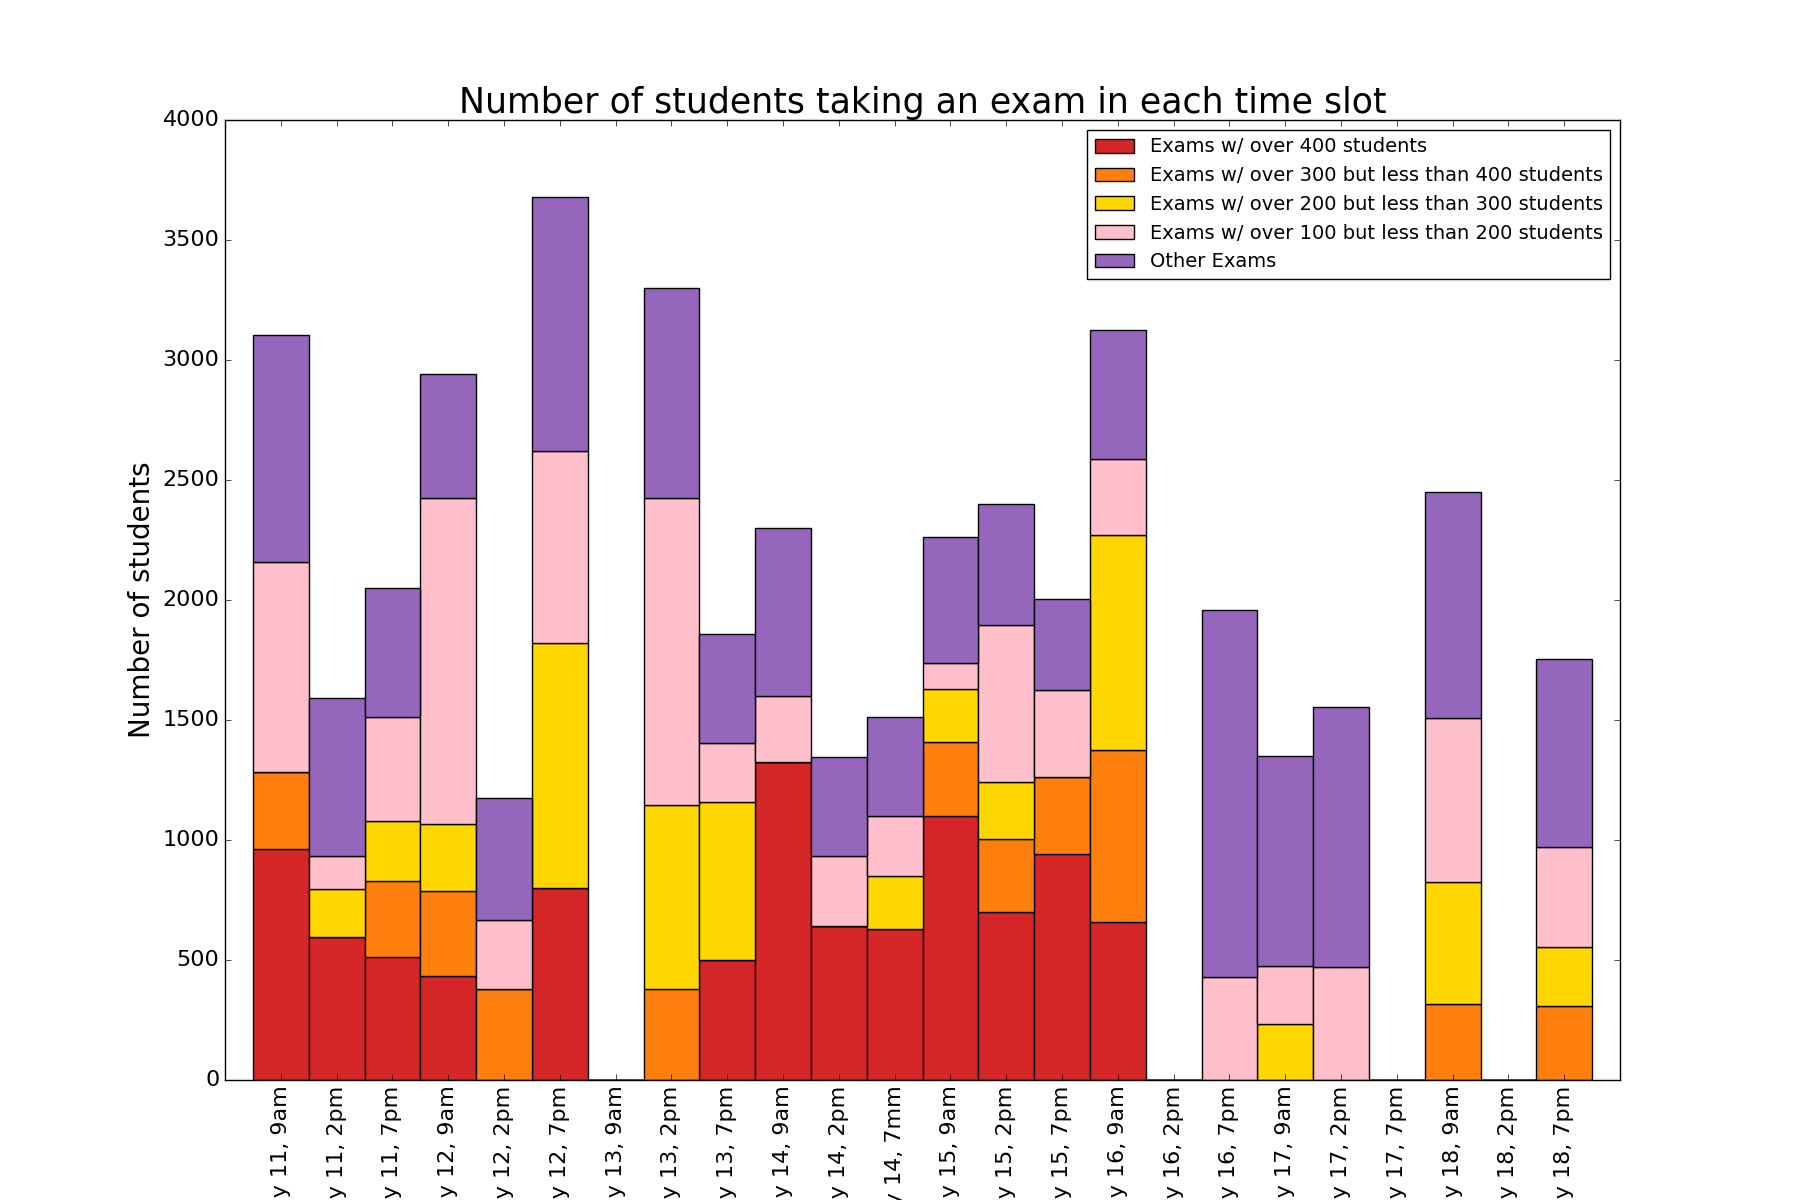 Number of students taking an exam in each time slot
Exams w/ over 400 students
Exams w/ over 300 but less than 400 students
Exams w/ over 200 but less than 300 students
Exams w/ over 100 but less than 200 students
Other Exams
Number of students
4000
3500
3000
2500
2000
1500
1000
500
0
y 11, 9am
y 11, 2pm
y 11, 7pm
y 12, 9am
y 12, 2pm
y 12, 7pm
y 13, 9am
y 13, 2pm
y 13, 7pm
y 14, 9am
y 14, 2pm
y 14, 7mm
y 15, 9am
y 15, 2pm
y 15, 7pm
y 16, 9am
y 16, 2pm
y 16, 7pm
y 17, 9am
y 17, 2pm
y 17, 7pm
y 18, 9am
y 18, 2pm
y 18, 7pm